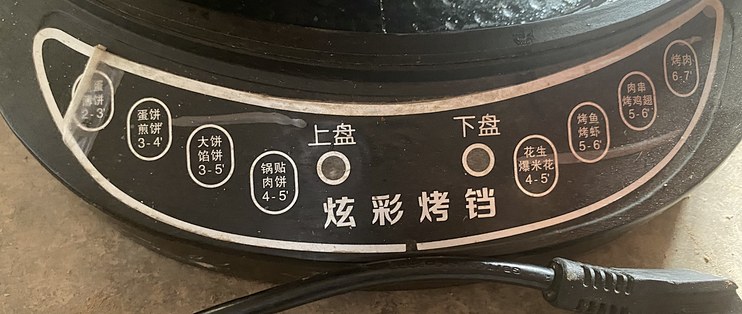 饼
2-3'
蛋饼
煎饼
3-4'
大饼
馅饼
3-5'
锅贴
肉饼
4-5'
上盘
下盘
炫彩烤铛
花生
爆米花
4-5'
烤鱼
烤虾
5-6'
肉串
烤鸡翅
5-6'
烤肉
6-7'